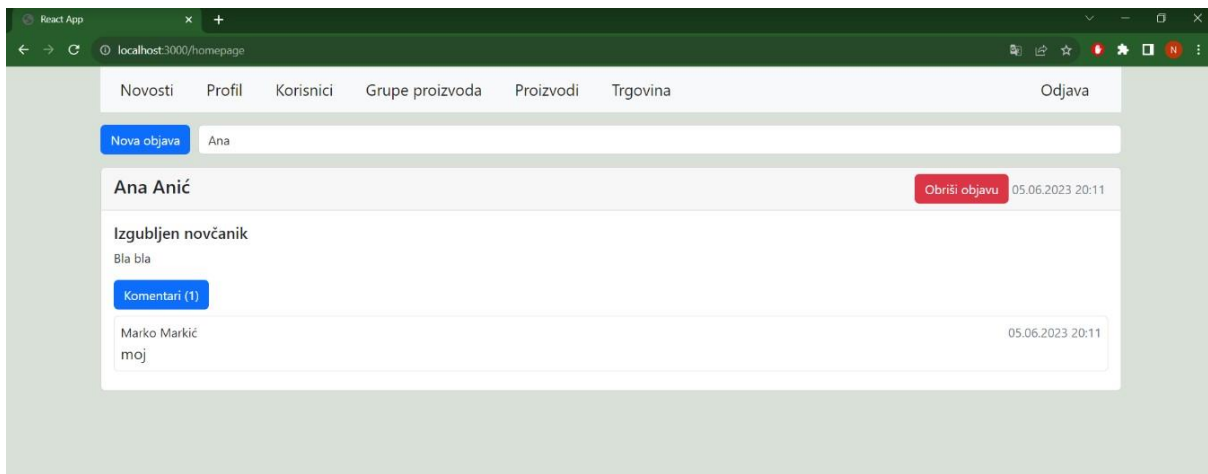 React App
localhost:3000/homepage
N
Novosti Profil Korisnici Grupe proizvoda Proizvodi Trgovina Odjava
Nova objava Ana
Ana Anić Obriši objavu 05.06.2023 20:11
Izgubljen novčanik
Bla bla
Komentari (1)
Marko Markić 05.06.2023 20:11
moj